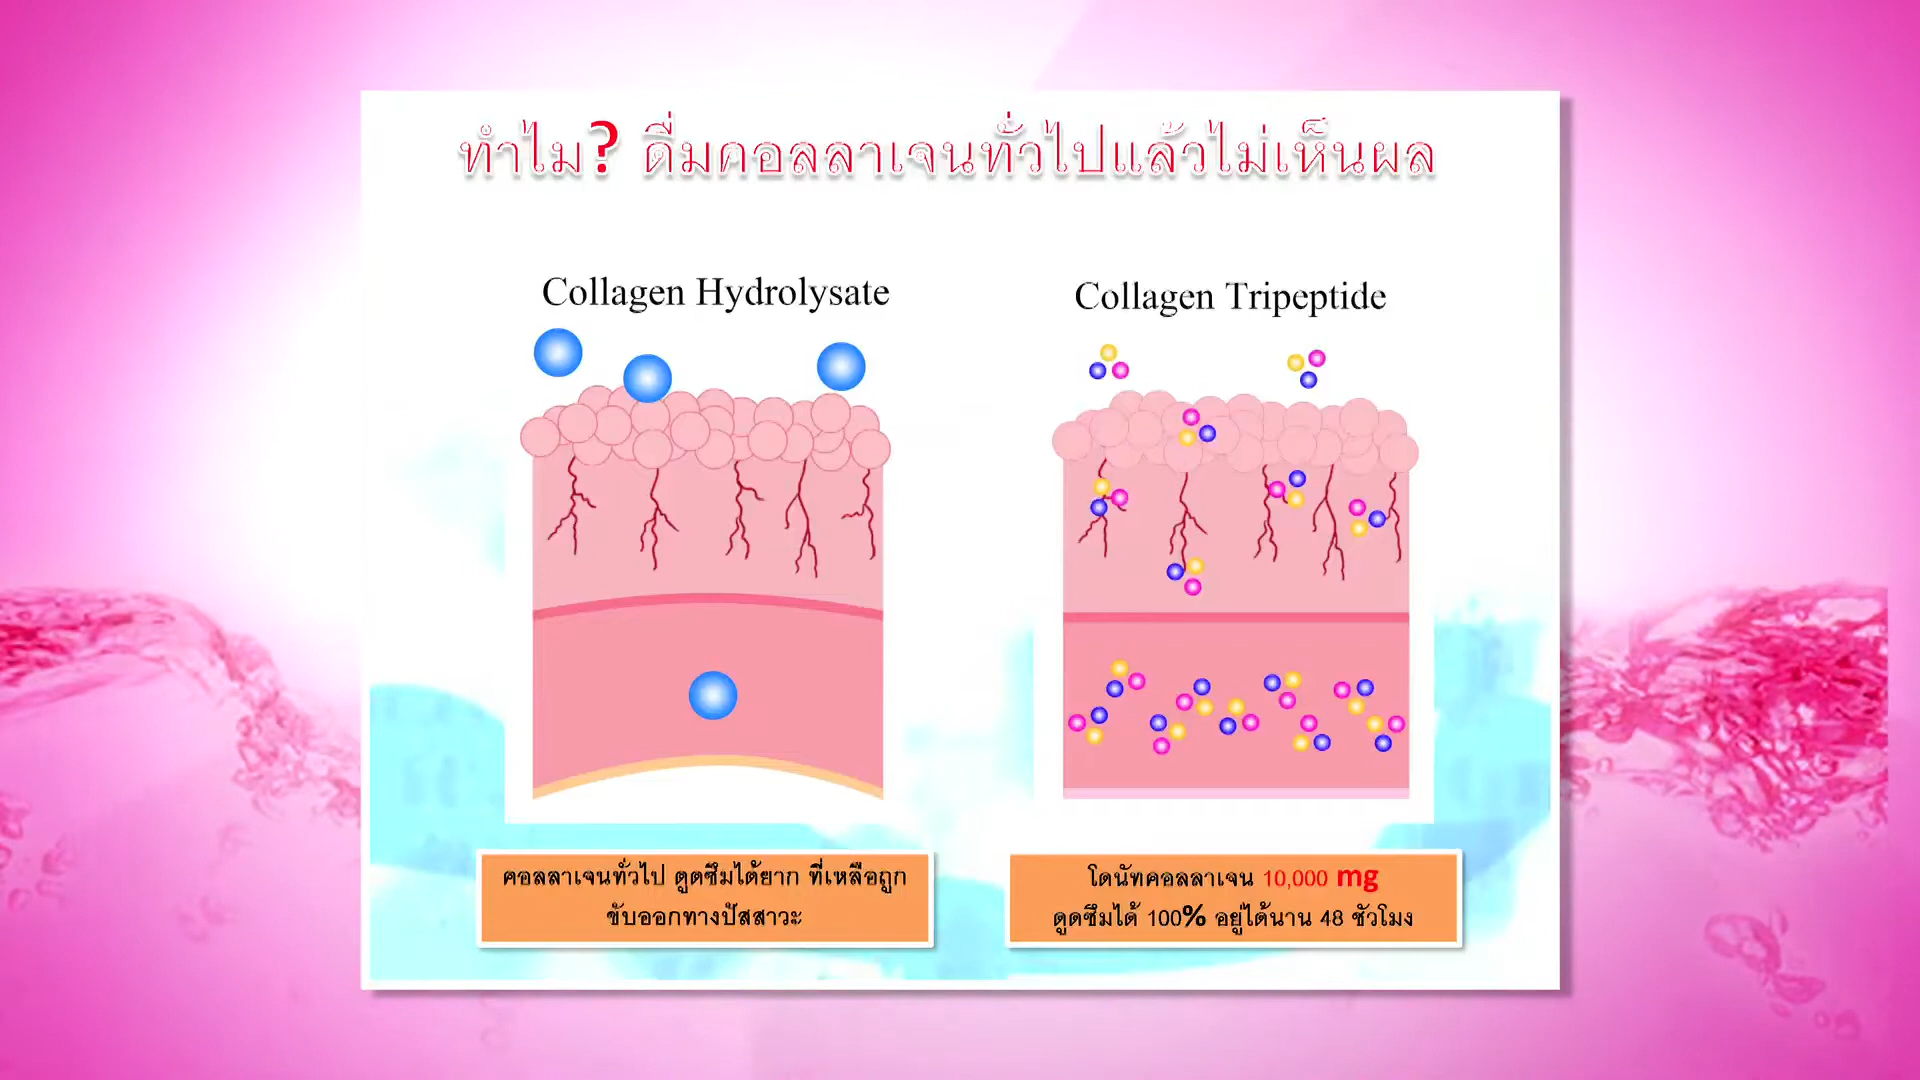 ทำไม? ดื่มคอลลาเจนทั่วไปแล้วไม่เห็นผล
Collagen Hydrolysate
Collagen Tripeptide
คอลลาเจนทั่วไป ดูดซึมได้ยาก ที่เหลือถูก
ขับออกทางปัสสาวะ
โดนัทคอลลาเจน 10,000 mg
ดูดซึมได้ 100% อยู่ได้นาน 48 ชั่วโมง